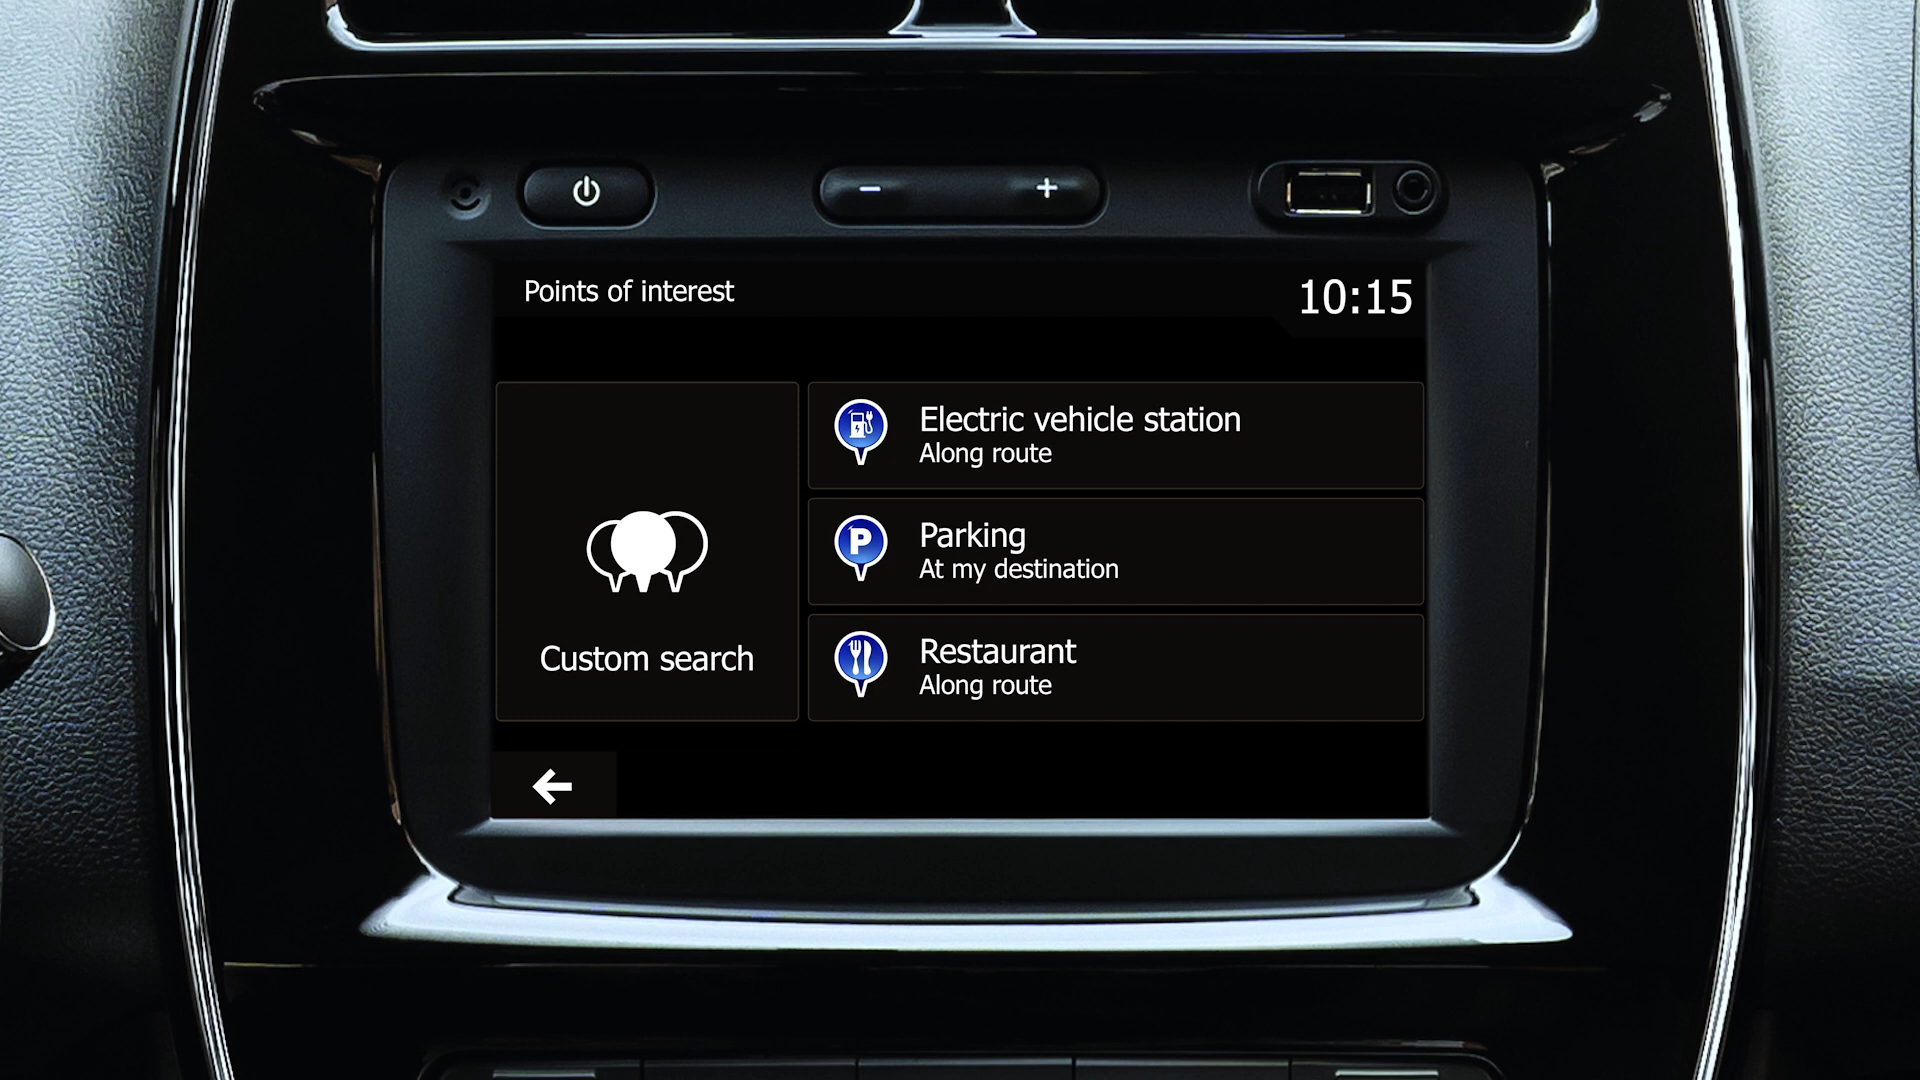 Points of interest
10:15
Electric vehicle station
Along route
Parking
At my destination
Restaurant
Along route
Custom search